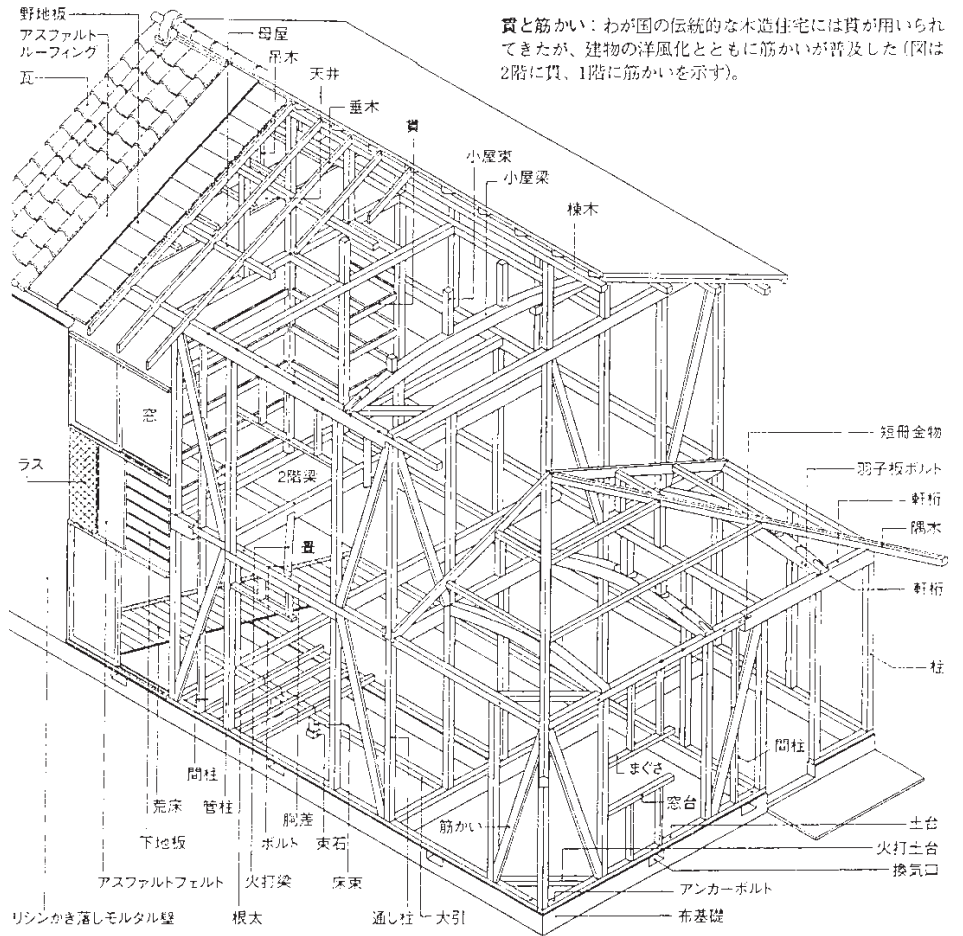 野地板
アスファルト
ルーフィング
瓦
母屋
吊木
天井
垂木
貫
小屋束
小屋梁
棟木
貫と筋かい：わが国の伝統的な木造住宅には貫が用いられ
てきたが、建物の洋風化とともに筋かいが普及した(図は
2階に貫、1階に筋かいを示す)。
窓
ラス
2階梁
畳
短冊金物
羽子板ボルト
軒桁
隅木
軒桁
柱
間柱
まぐさ
窓台
筋かい
土台
火打土台
換気口
アンカーボルト
布基礎
間柱
荒床
管柱
胴差
下地板
ボルト
束石
アスファルトフェルト
火打梁
床束
リシンかき落しモルタル壁
根太
通し柱
大引